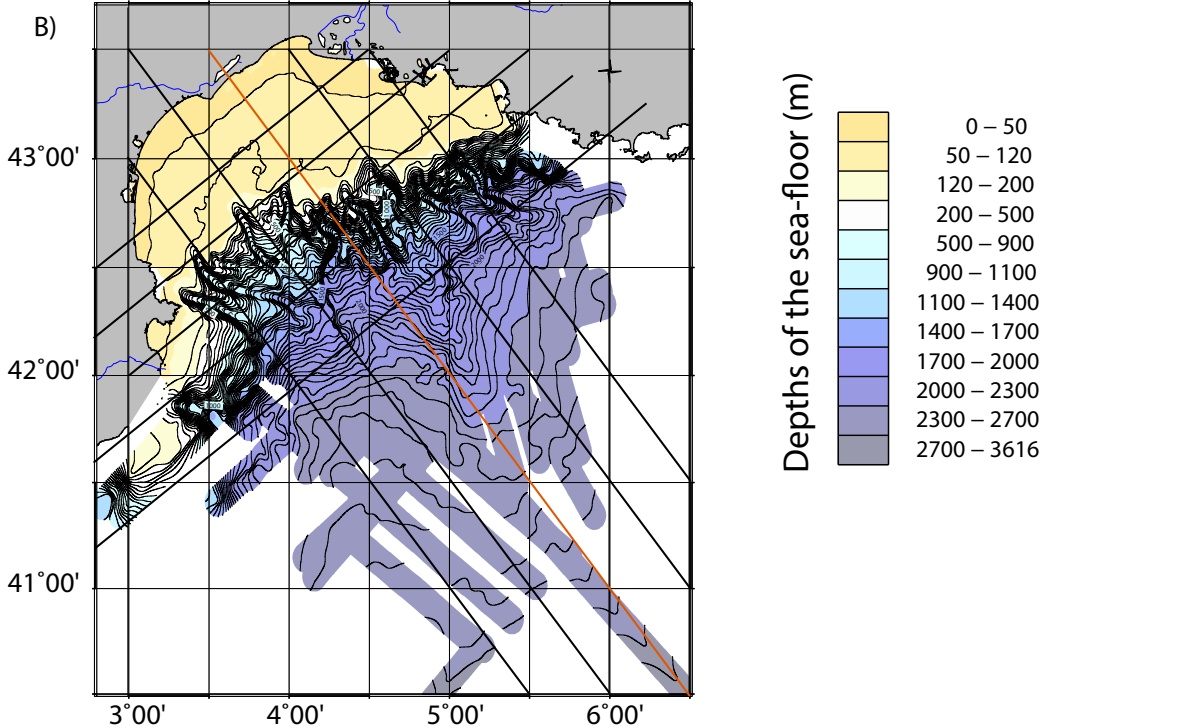 B)
43°00'
42°00'
41°00'
3°00'
4°00'
5°00'
6°00'
Depths of the sea-floor (m)
0 – 50
50 – 120
120 – 200
200 – 500
500 – 900
900 – 1100
1100 – 1400
1400 – 1700
1700 – 2000
2000 – 2300
2300 – 2700
2700 – 3616